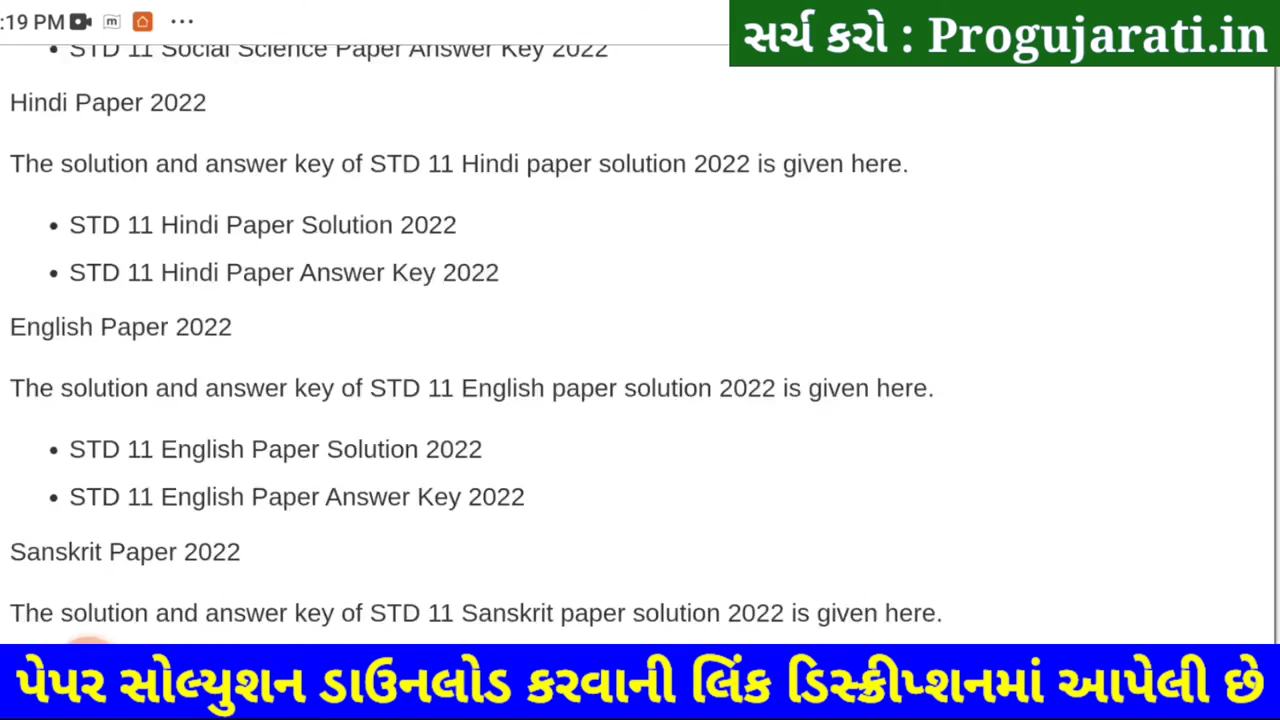 :19 PM
સર્ચ કરો : Progujarati.in
• STD 11 Social Science Paper Answer Key 2022
Hindi Paper 2022
The solution and answer key of STD 11 Hindi paper solution 2022 is given here.
• STD 11 Hindi Paper Solution 2022
• STD 11 Hindi Paper Answer Key 2022
English Paper 2022
The solution and answer key of STD 11 English paper solution 2022 is given here.
• STD 11 English Paper Solution 2022
• STD 11 English Paper Answer Key 2022
Sanskrit Paper 2022
The solution and answer key of STD 11 Sanskrit paper solution 2022 is given here.
પેપર સોલ્યુશન ડાઉનલોડ કરવાની લિંક ડિસ્ક્રીપ્શનમાં આપેલી છે